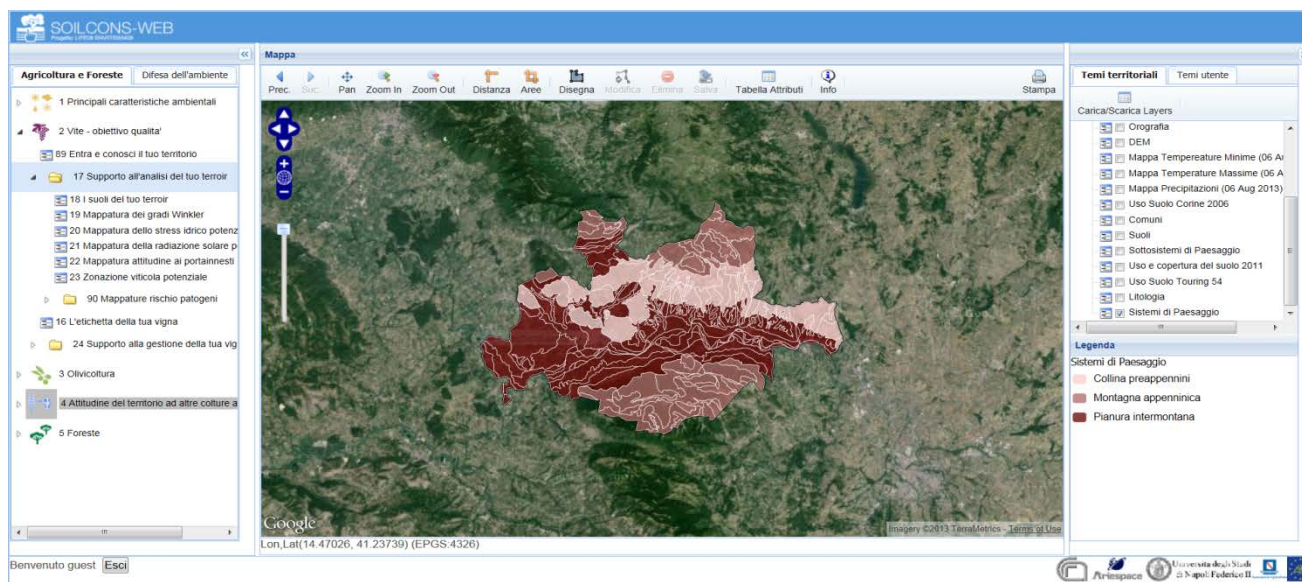 SOILCONS-WEB
Agricoltura e Foreste
Difesa dell'ambiente
1 Principali caratteristiche ambientali
2 Vite - obiettivo qualita'
89 Entra e conosci il tuo territorio
17 Supporto all'analisi del tuo terroir
18 I suoli del tuo terroir
19 Mappatura dei gradi Winkler
20 Mappatura dello stress idrico potenz
21 Mappatura della radiazione solare p
22 Mappatura attitudine ai portainnesti
23 Zonazione viticola potenziale
90 Mappature rischio patogeni
16 L'etichetta della tua vigna
24 Supporto alla gestione della tua vig
3 Olivicoltura
4 Attitudine del territorio ad altre colture a
5 Foreste
Mappa
Prec. Suc. Pan Zoom In Zoom Out Distanza Aree Disegna Modifica Elimina Salva Tabella Attributi Info Stampa
Google
Imagery ©2013 TerraMetrics - Terms of Use
Lon,Lat(14.47026, 41.23739) (EPGS:4326)
Temi territoriali
Temi utente
Carica/Scarica Layers
Orografia
DEM
Mappa Tempereature Minime (06 Au
Mappa Temperature Massime (06 A
Mappa Precipitazioni (06 Aug 2013)
Uso Suolo Corine 2006
Comuni
Suoli
Sottosistemi di Paesaggio
Uso e copertura del suolo 2011
Uso Suolo Touring 54
Litologia
Sistemi di Paesaggio
Legenda
Sistemi di Paesaggio
Collina preappennini
Montagna appenninica
Pianura intermontana
Benvenuto guest Esci
Ariespace
Università degli Studi
di Napoli Federico II